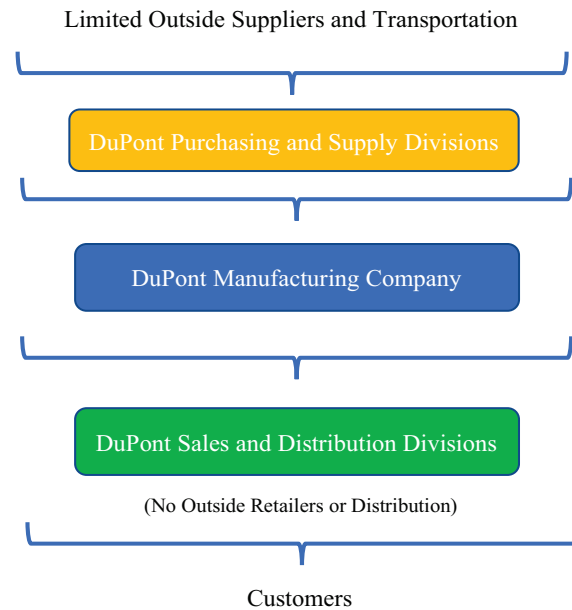 Limited Outside Suppliers and Transportation
DuPont Purchasing and Supply Divisions
DuPont Manufacturing Company
DuPont Sales and Distribution Divisions
(No Outside Retailers or Distribution)
Customers